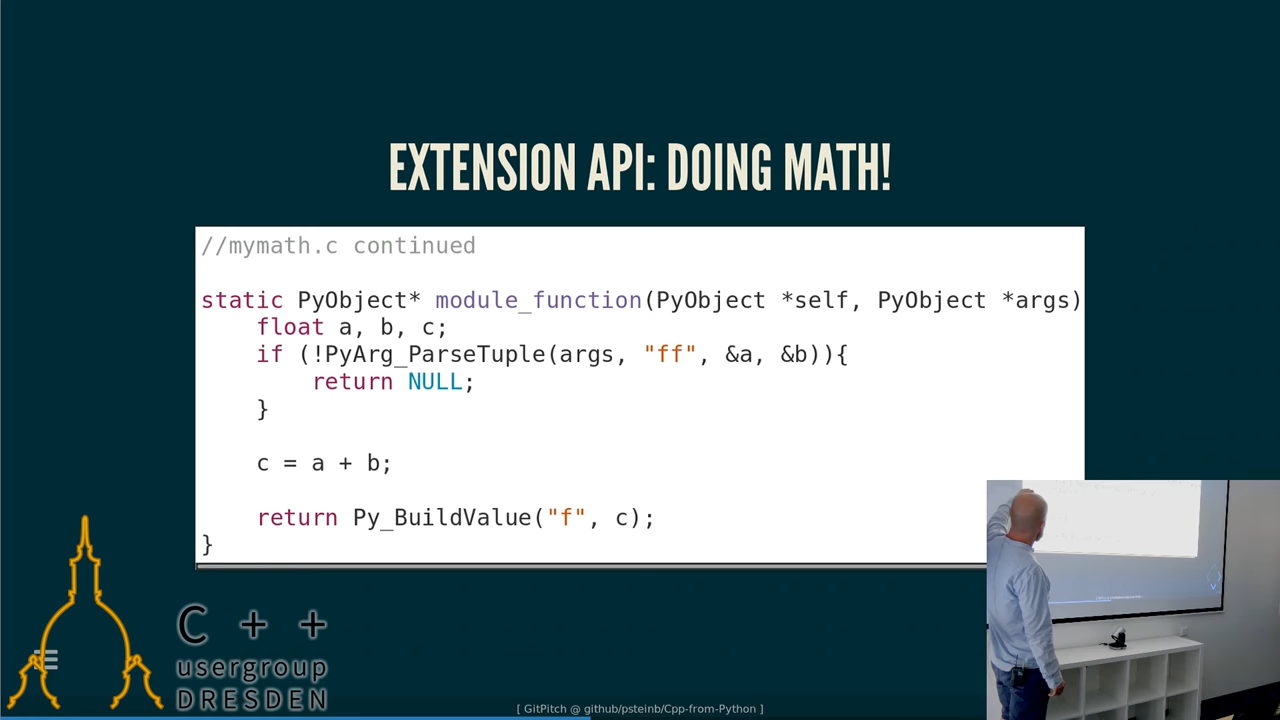 EXTENSION API: DOING MATH!
//mymath.c continued
static PyObject* module_function(PyObject *self, PyObject *args)
    float a, b, c;
    if (!PyArg_ParseTuple(args, "ff", &a, &b)){
        return NULL;
    }
    c = a + b;
    return Py_BuildValue("f", c);
}
C + +
usergroup
DRESDEN
[ GitPitch @ github/psteinb/Cpp-from-Python ]